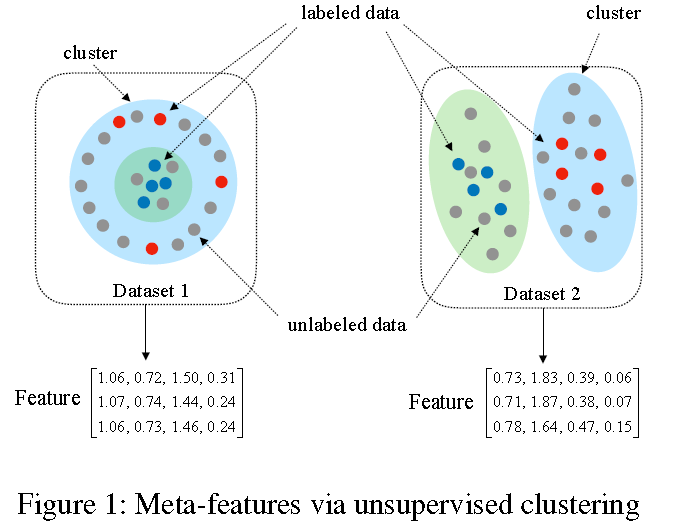 labeled data
cluster
cluster
Dataset 1
Dataset 2
unlabeled data
Feature
1.06, 0.72, 1.50, 0.31
1.07, 0.74, 1.44, 0.24
1.06, 0.73, 1.46, 0.24
Feature
0.73, 1.83, 0.39, 0.06
0.71, 1.87, 0.38, 0.07
0.78, 1.64, 0.47, 0.15
Figure 1: Meta-features via unsupervised clustering